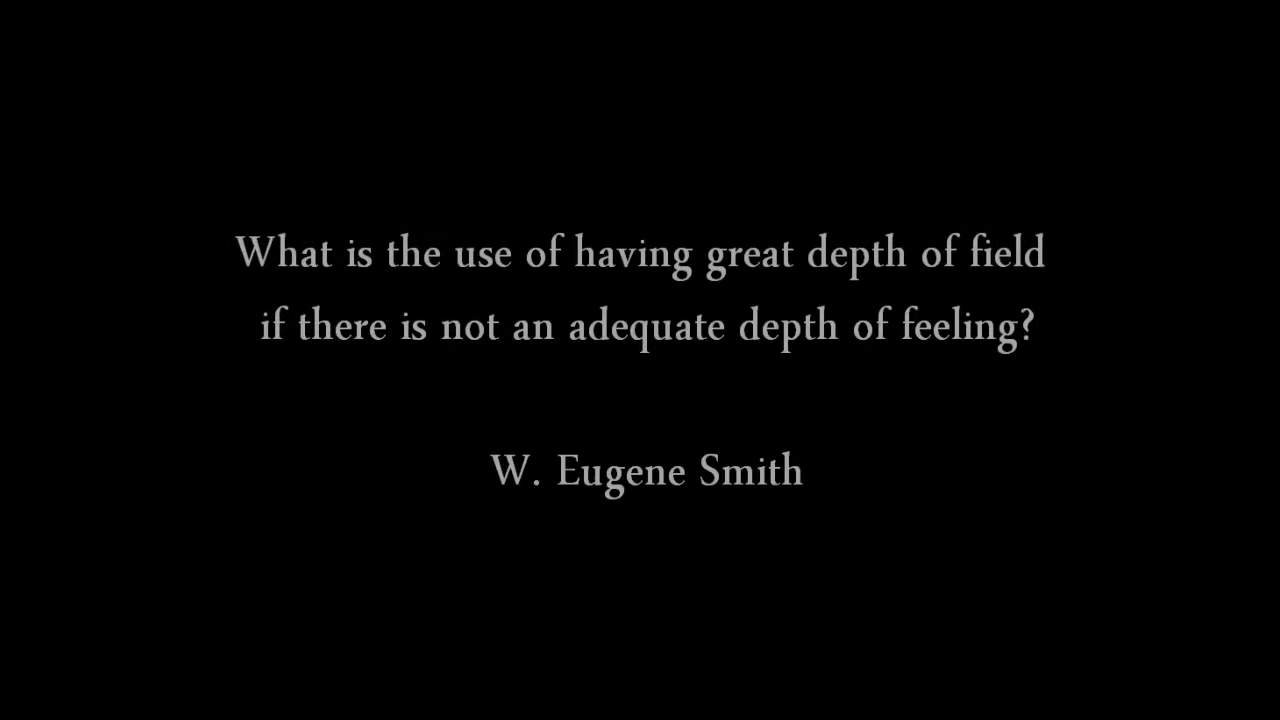 What is the use of having great depth of field
if there is not an adequate depth of feeling?
W. Eugene Smith